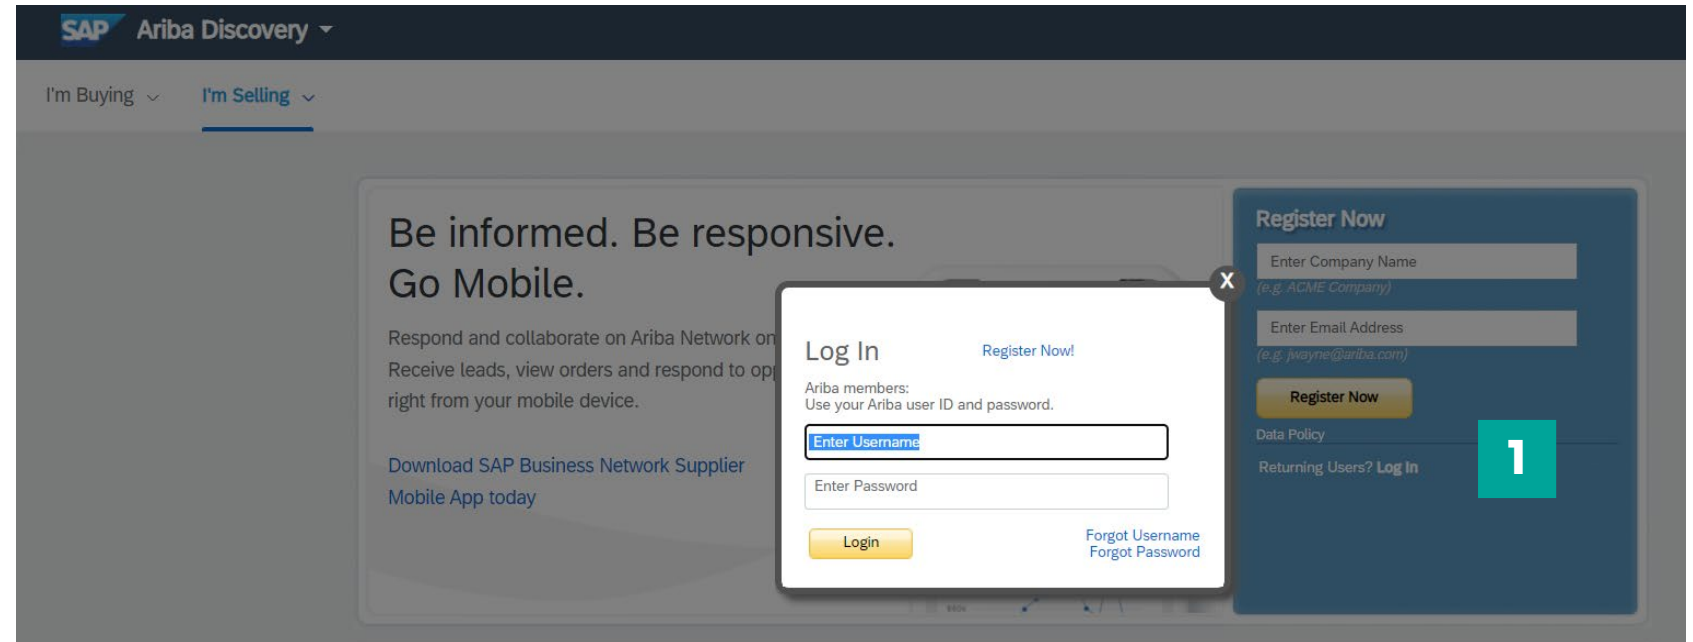 SAP Ariba Discovery
I'm Buying I'm Selling
Be informed. Be responsive.
Go Mobile.
Respond and collaborate on Ariba Network on
Receive leads, view orders and respond to
right from your mobile device.
Download SAP Business Network Supplier
Mobile App today
X
Log In Register Now!
Ariba members:
Use your Ariba user ID and password.
Enter Username
Enter Password
Login
Forgot Username
Forgot Password
Register Now
Enter Company Name
(e.g. ACME Company)
Enter Email Address
(e.g. jwayne@ariba.com)
Register Now
Data Policy
Returning Users? Log In
1